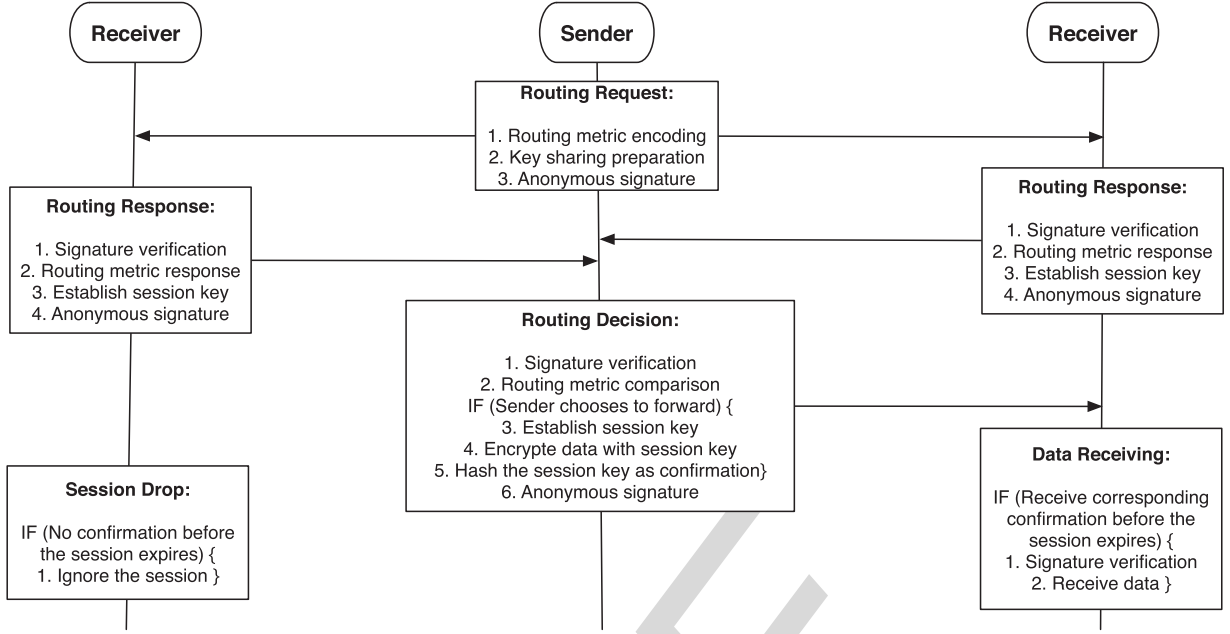 Receiver
Sender
Receiver
Routing Request:
1. Routing metric encoding
2. Key sharing preparation
3. Anonymous signature
Routing Response:
1. Signature verification
2. Routing metric response
3. Establish session key
4. Anonymous signature
Routing Response:
1. Signature verification
2. Routing metric response
3. Establish session key
4. Anonymous signature
Routing Decision:
1. Signature verification
2. Routing metric comparison
IF (Sender chooses to forward) {
3. Establish session key
4. Encrypte data with session key
5. Hash the session key as confirmation}
6. Anonymous signature
Session Drop:
IF (No confirmation before
the session expires) {
1. Ignore the session }
Data Receiving:
IF (Receive corresponding
confirmation before the
session expires) {
1. Signature verification
2. Receive data }